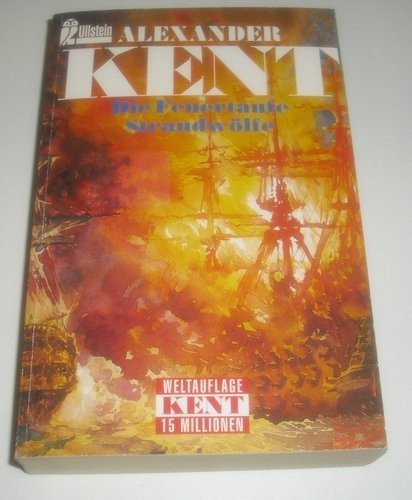 Ullstein
ALEXANDER
KENT
Die Feuertaufe
Strandwölfe
WELTAUFLAGE
KENT
15 MILLIONEN